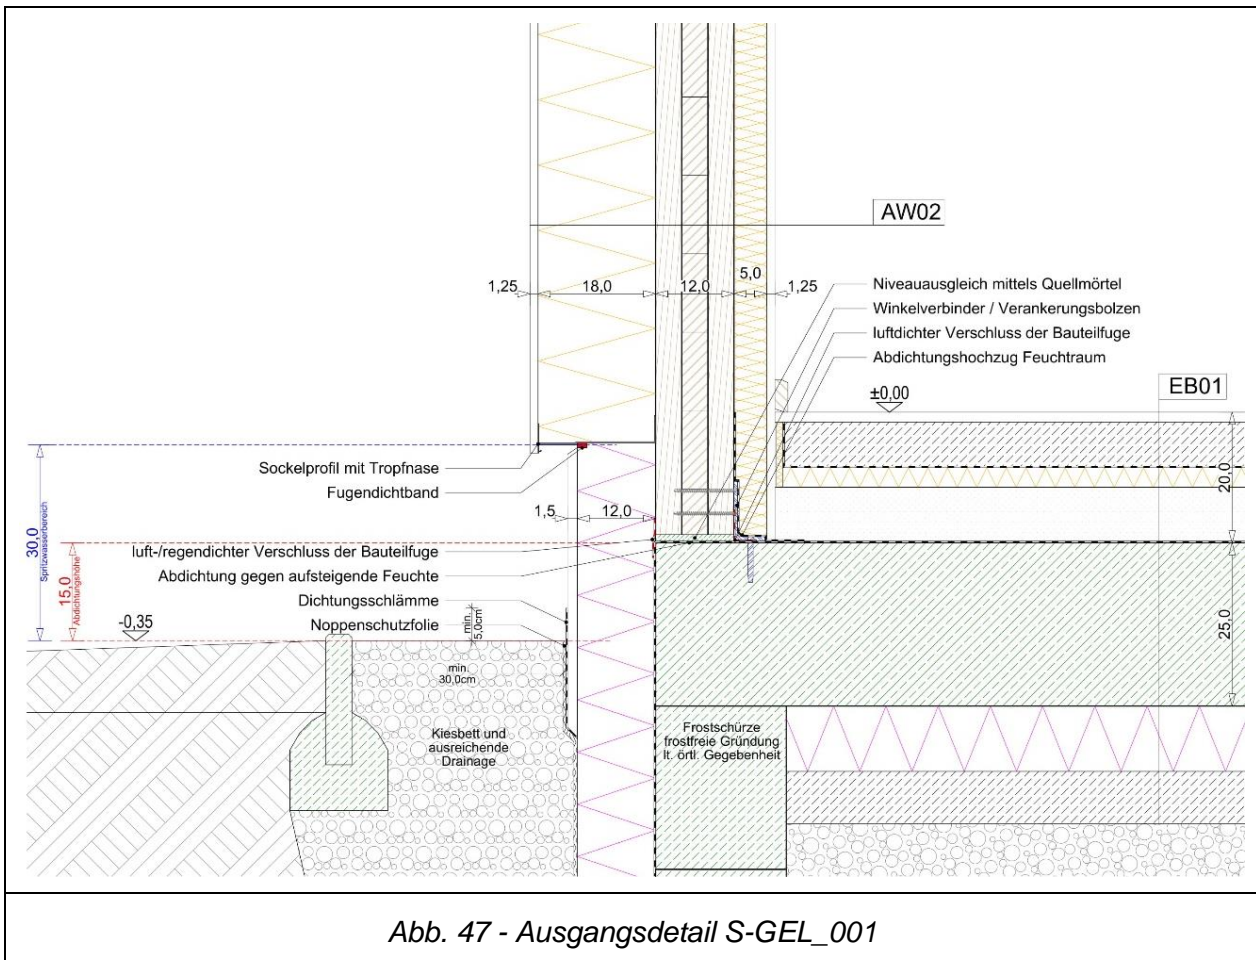 AW02
1,25
18,0
12,0
5,0
1,25
Niveauausgleich mittels Quellmörtel
Winkelverbinder / Verankerungsbolzen
luftdichter Verschluss der Bauteilfuge
Abdichtungshochzug Feuchtraum
±0,00
EB01
20,0
Sockelprofil mit Tropfnase
Fugendichtband
1,5
12,0
30,0
Spritzwasserbereich
15,0
Abdichtungshöhe
luft-/regendichter Verschluss der Bauteilfuge
Abdichtung gegen aufsteigende Feuchte
Dichtungsschlämme
Noppenschutzfolie
min.
5,0cm
-0,35
25,0
min.
30,0cm
Kiesbett und
ausreichende
Drainage
Frostschürze
frostfreie Gründung
lt. örtl. Gegebenheit
Abb. 47 - Ausgangsdetail S-GEL_001